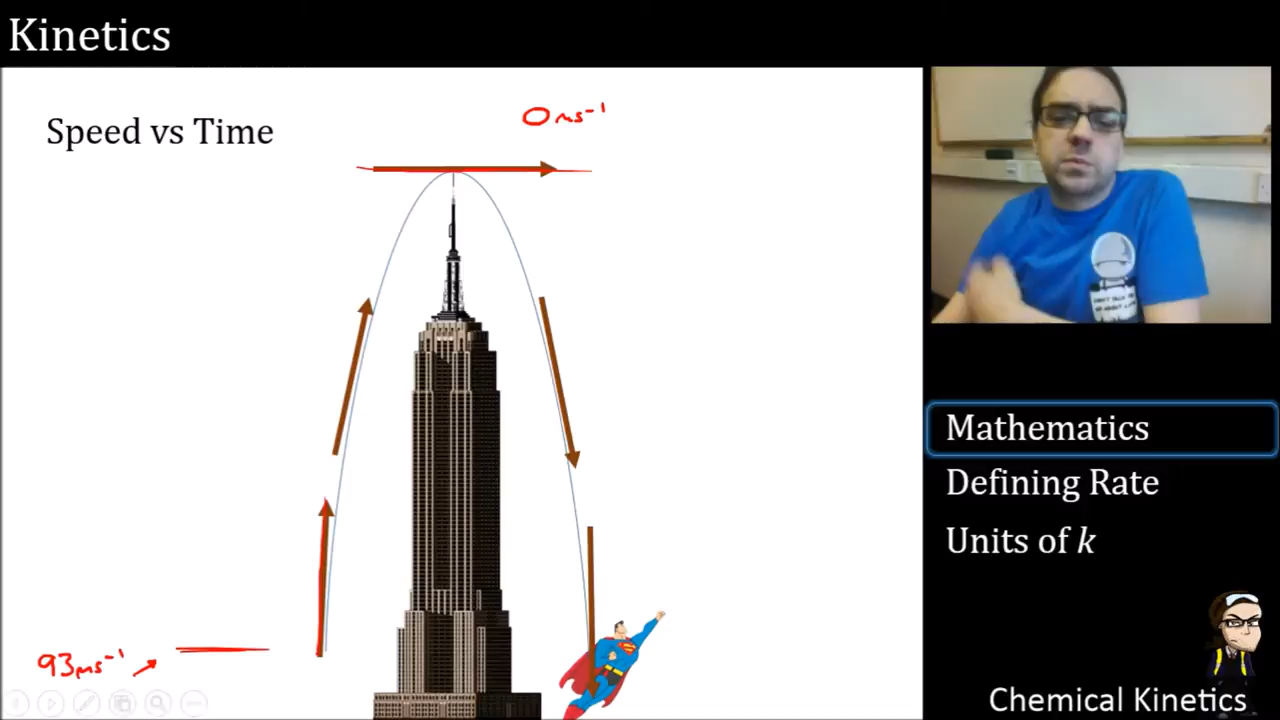 Kinetics
Speed vs Time
0ms⁻¹
93ms⁻¹
Mathematics
Defining Rate
Units of k
Chemical Kinetics